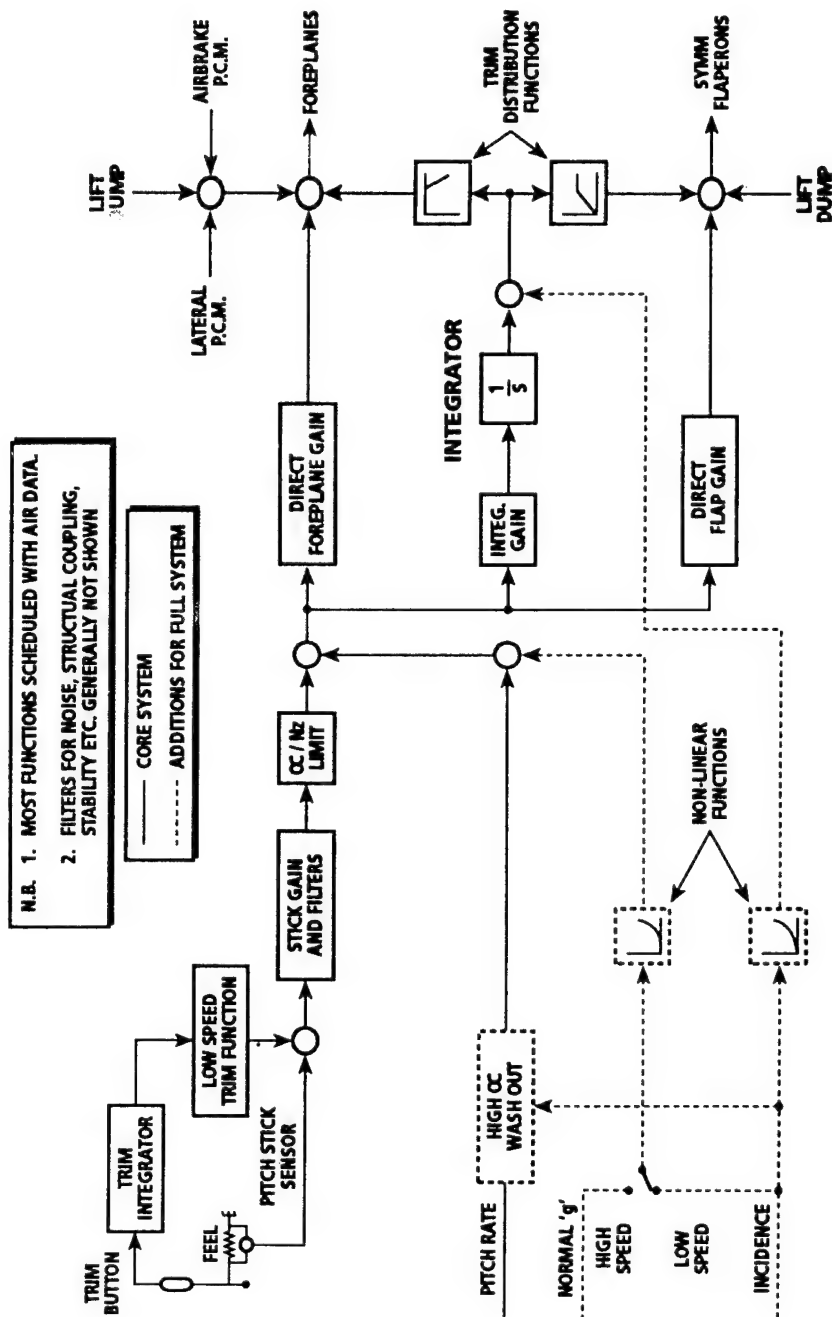 N.B. 1. MOST FUNCTIONS SCHEDULED WITH AIR DATA.
2. FILTERS FOR NOISE, STRUCTURAL COUPLING,
STABILITY ETC. GENERALLY NOT SHOWN
CORE SYSTEM
ADDITIONS FOR FULL SYSTEM
TRIM
BUTTON
TRIM
INTEGRATOR
LOW SPEED
TRIM FUNCTION
FEEL
PITCH STICK
SENSOR
STICK GAIN
AND FILTERS
α / Nz
LIMIT
DIRECT
FOREPLANE GAIN
LATERAL
P.C.M.
LIFT
DUMP
AIRBRAKE
P.C.M.
FOREPLANES
INTEGRATOR
INTEG.
GAIN
1
S
TRIM
DISTRIBUTION
FUNCTIONS
DIRECT
FLAP GAIN
SYMM
FLAPERONS
LIFT
DUMP
PITCH RATE
HIGH α
WASH OUT
NORMAL 'g'
HIGH
SPEED
LOW
SPEED
INCIDENCE
NON-LINEAR
FUNCTIONS